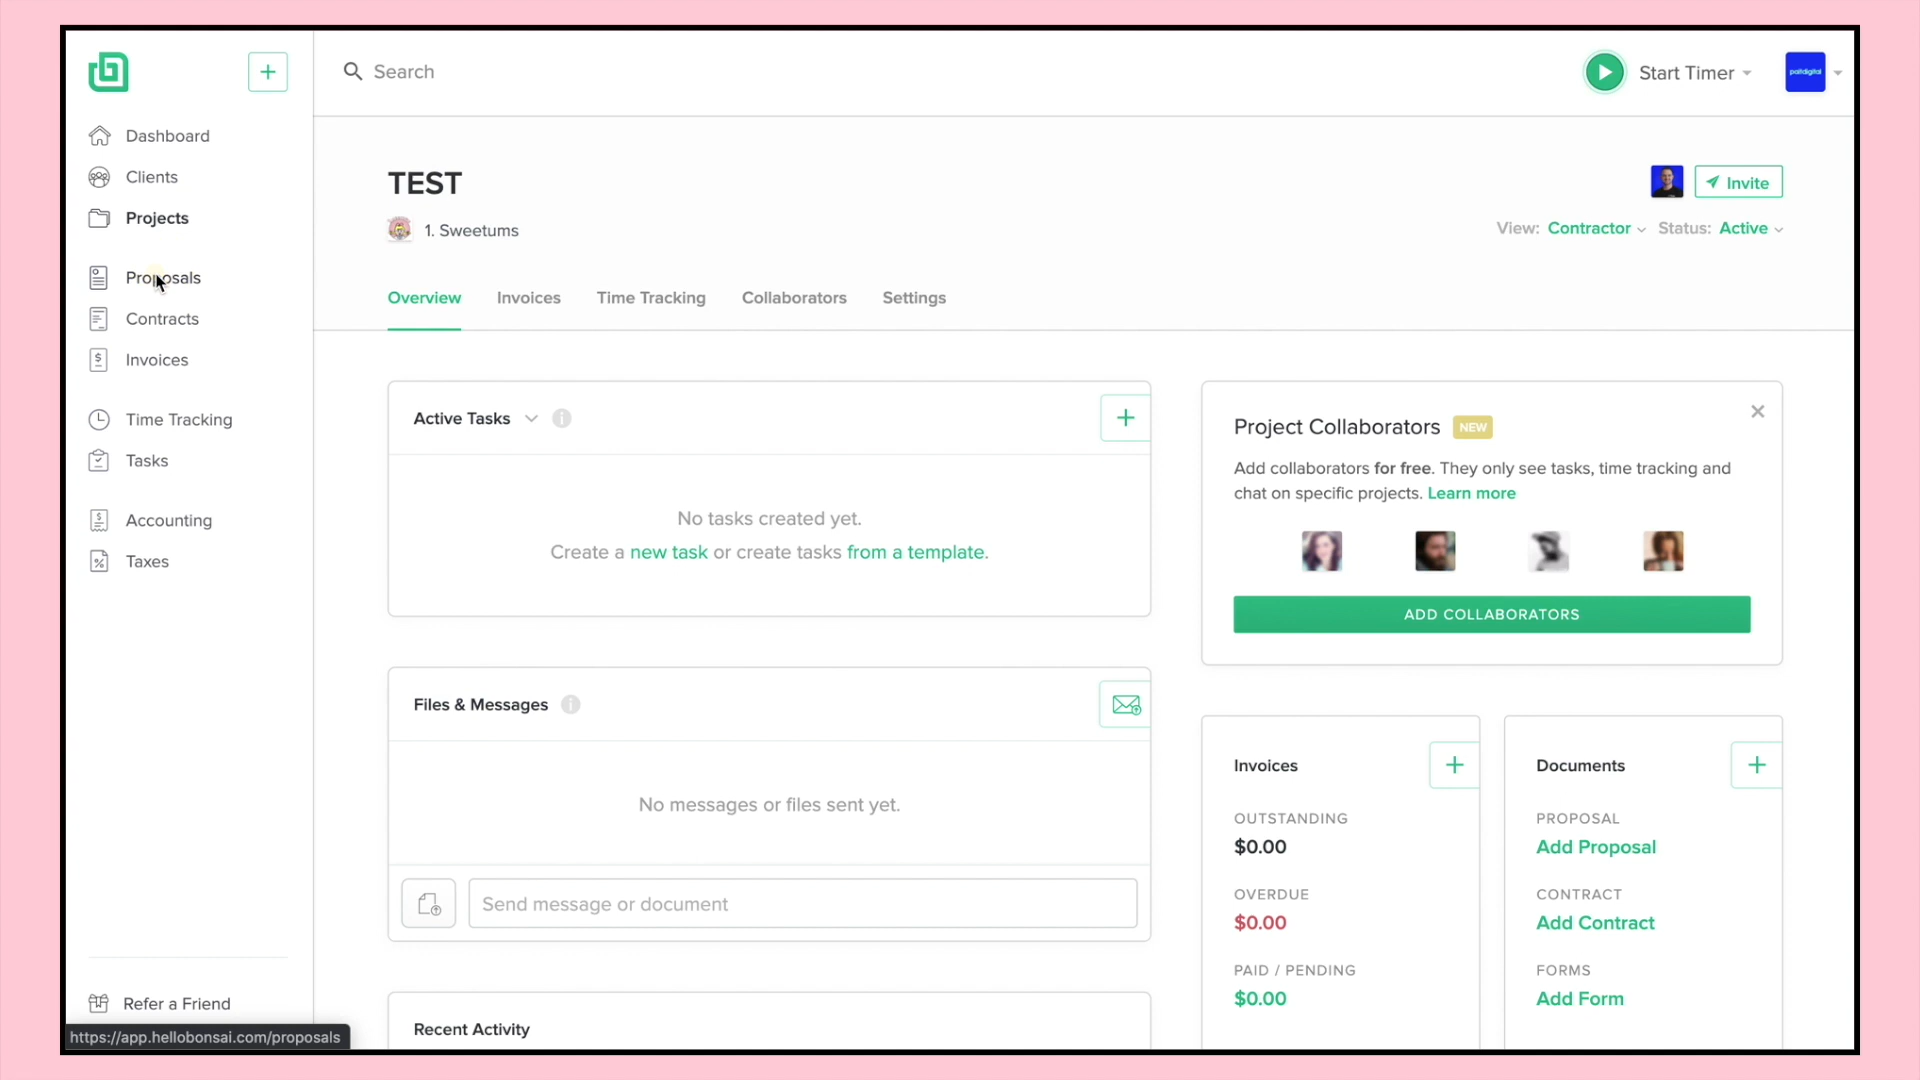 Search
Start Timer
paildigital
Dashboard
Clients
Projects
Proposals
Contracts
Invoices
Time Tracking
Tasks
Accounting
Taxes
Refer a Friend
https://app.hellobonsai.com/proposals
TEST
1. Sweetums
Invite
View: Contractor Status: Active
Overview Invoices Time Tracking Collaborators Settings
Active Tasks
No tasks created yet.
Create a new task or create tasks from a template.
Files & Messages
No messages or files sent yet.
Send message or document
Recent Activity
Project Collaborators NEW
Add collaborators for free. They only see tasks, time tracking and
chat on specific projects. Learn more
ADD COLLABORATORS
Invoices
OUTSTANDING
$0.00
OVERDUE
$0.00
PAID / PENDING
$0.00
Documents
PROPOSAL
Add Proposal
CONTRACT
Add Contract
FORMS
Add Form